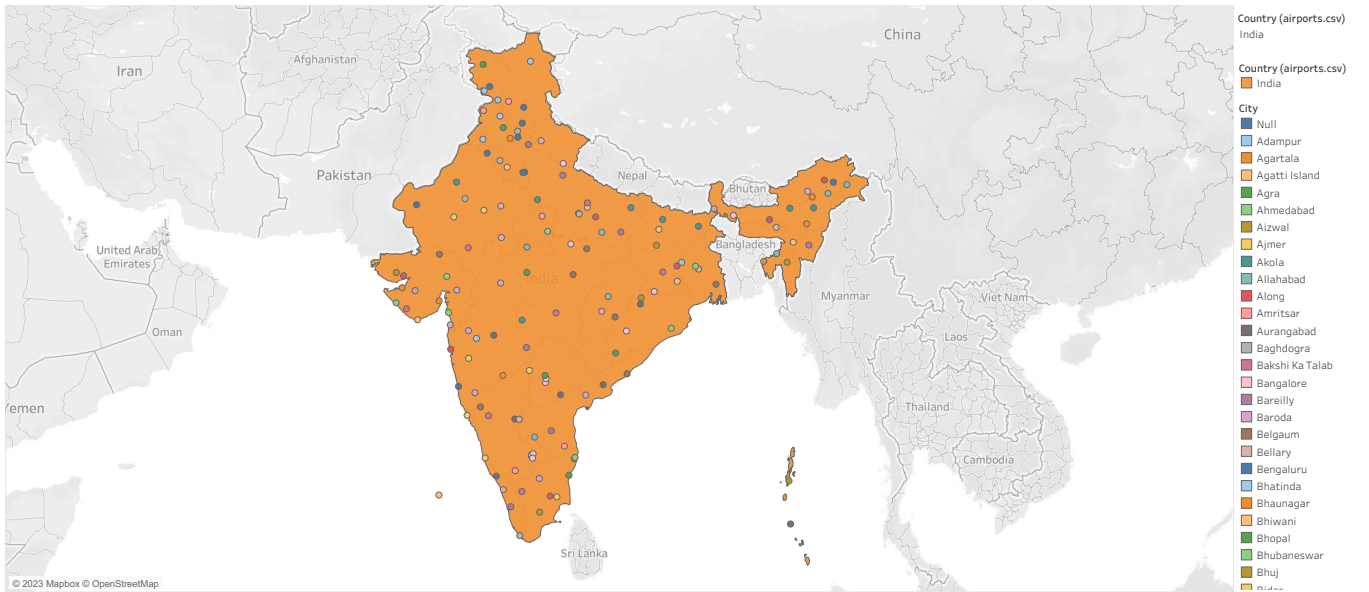 Country (airports.csv)
India
Country (airports.csv)
India
City
Null
Adampur
Agartala
Agatti Island
Agra
Ahmedabad
Aizwal
Ajmer
Akola
Allahabad
Along
Amritsar
Aurangabad
Baghdogra
Bakshi Ka Talab
Bangalore
Bareilly
Baroda
Belgaum
Bellary
Bengaluru
Bhatinda
Bhaunagar
Bhiwani
Bhopal
Bhubaneswar
Bhuj
China
Iran
Afghanistan
Pakistan
Nepal
Bhutan
United Arab
Emirates
Bangladesh
India
Myanmar
Viet Nam
Oman
Laos
Yemen
Thailand
Cambodia
Sri Lanka
© 2023 Mapbox © OpenStreetMap